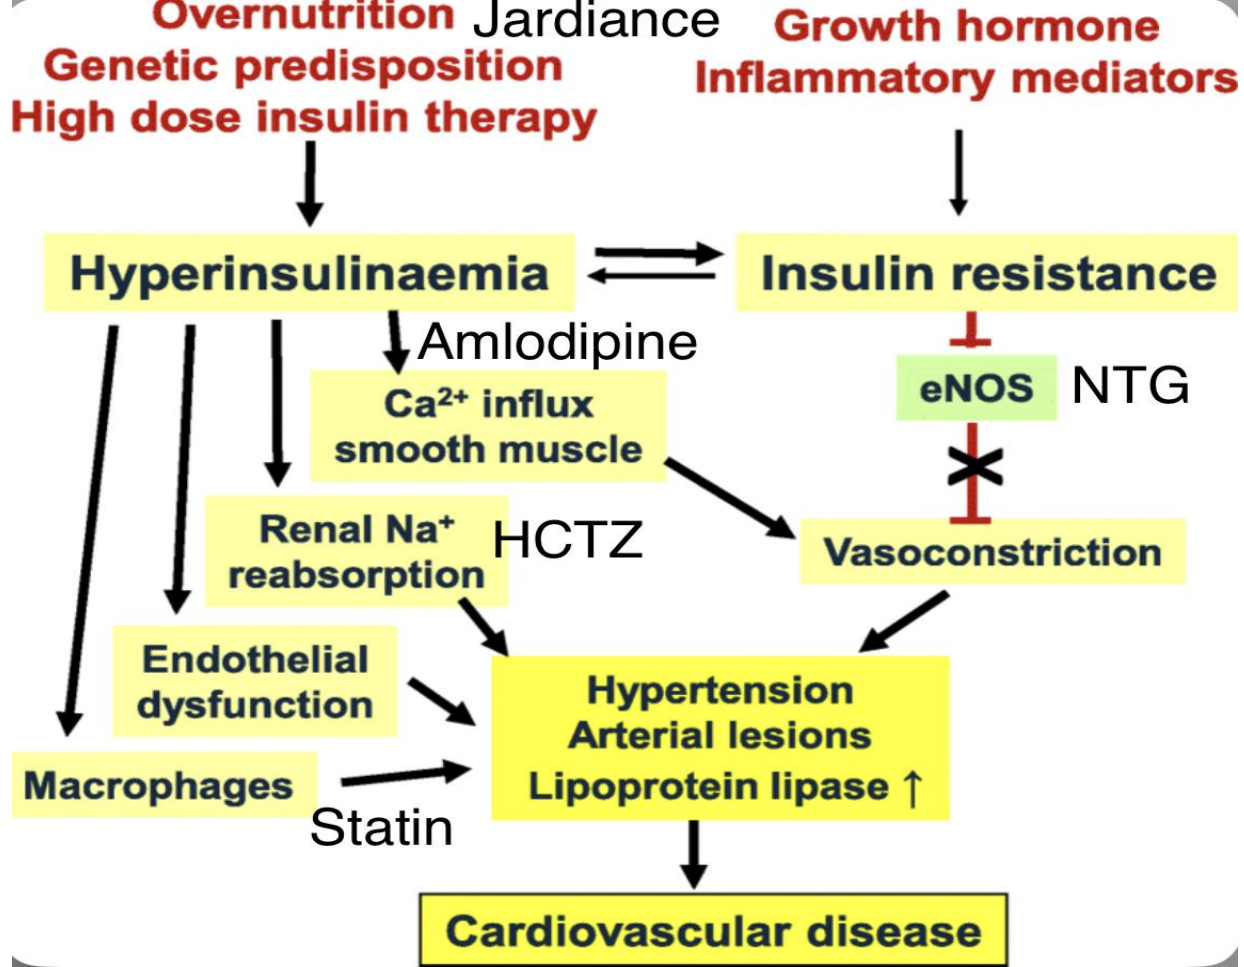 Overnutrition
Genetic predisposition
High dose insulin therapy
Jardiance
Growth hormone
Inflammatory mediators
Hyperinsulinaemia
Insulin resistance
Amlodipine
Ca²⁺ influx
smooth muscle
eNOS
NTG
Renal Na⁺
reabsorption
HCTZ
Vasoconstriction
Endothelial
dysfunction
Hypertension
Arterial lesions
Lipoprotein lipase ↑
Macrophages
Statin
Cardiovascular disease